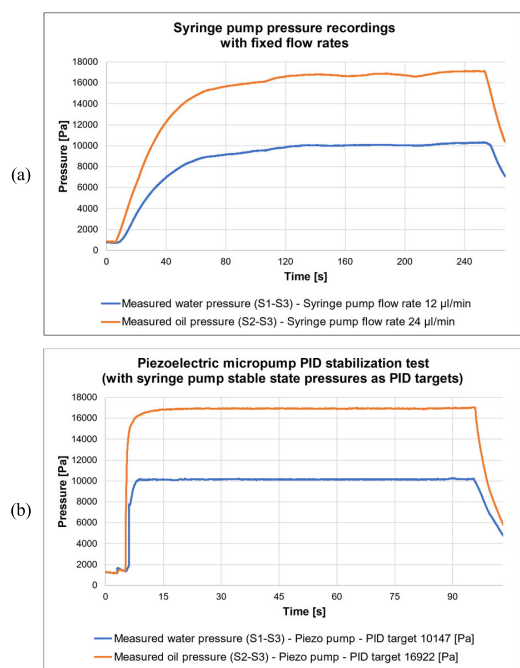 (a)
Syringe pump pressure recordings
with fixed flow rates
Pressure [Pa]
18000
16000
14000
12000
10000
8000
6000
4000
2000
0
0 40 80 120 160 200 240
Time [s]
Measured water pressure (S1-S3) - Syringe pump flow rate 12 µl/min
Measured oil pressure (S2-S3) - Syringe pump flow rate 24 µl/min
(b)
Piezoelectric micropump PID stabilization test
(with syringe pump stable state pressures as PID targets)
Pressure [Pa]
18000
16000
14000
12000
10000
8000
6000
4000
2000
0
0 15 30 45 60 75 90
Time [s]
Measured water pressure (S1-S3) - Piezo pump - PID target 10147 [Pa]
Measured oil pressure (S2-S3) - Piezo pump - PID target 16922 [Pa]